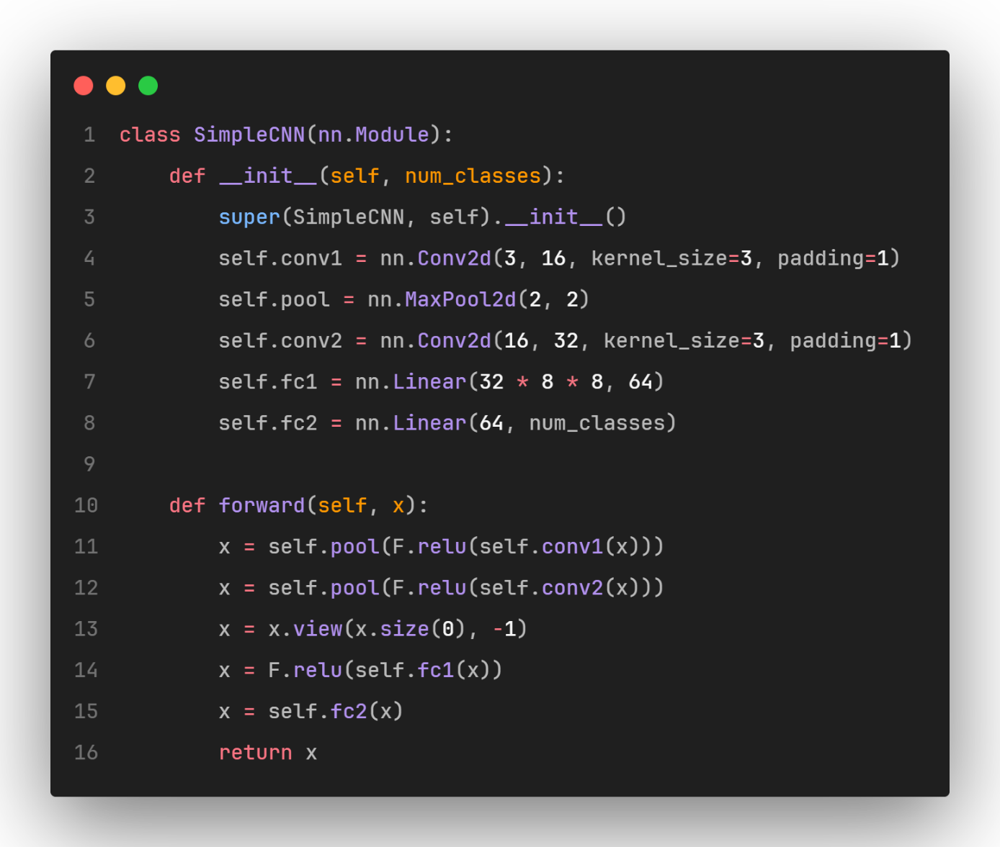 1 class SimpleCNN(nn.Module):
2     def __init__(self, num_classes):
3         super(SimpleCNN, self).__init__()
4         self.conv1 = nn.Conv2d(3, 16, kernel_size=3, padding=1)
5         self.pool = nn.MaxPool2d(2, 2)
6         self.conv2 = nn.Conv2d(16, 32, kernel_size=3, padding=1)
7         self.fc1 = nn.Linear(32 * 8 * 8, 64)
8         self.fc2 = nn.Linear(64, num_classes)
9
10     def forward(self, x):
11         x = self.pool(F.relu(self.conv1(x)))
12         x = self.pool(F.relu(self.conv2(x)))
13         x = x.view(x.size(0), -1)
14         x = F.relu(self.fc1(x))
15         x = self.fc2(x)
16         return x